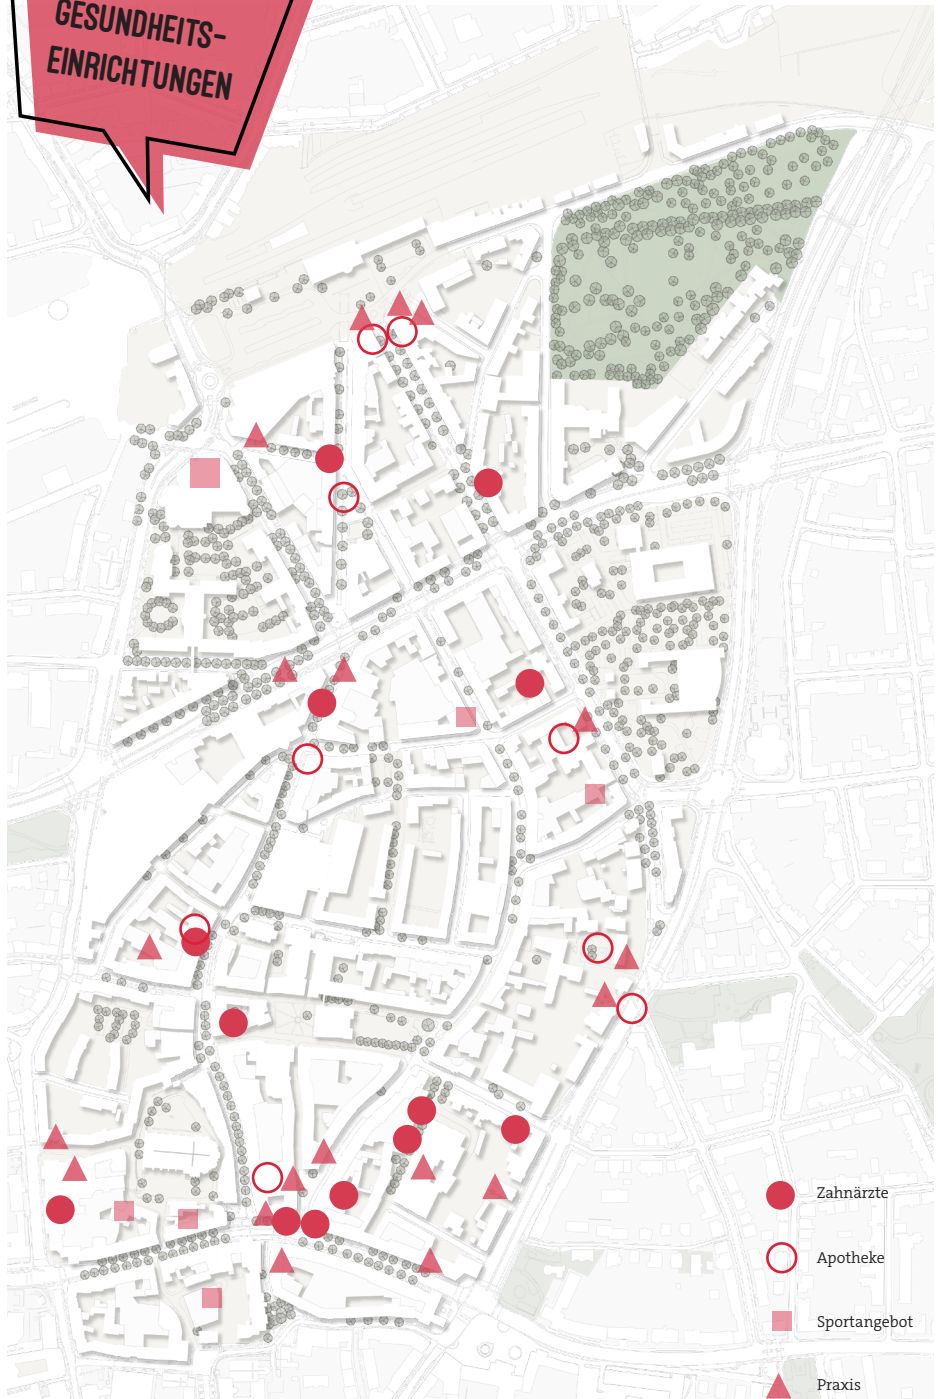 GESUNDHEITS-
EINRICHTUNGEN
Zahnärzte
Apotheke
Sportangebot
Praxis